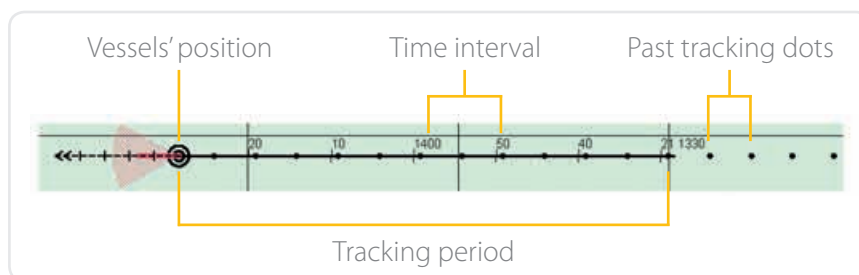 Vessels' position
Time interval
Past tracking dots
20 10 1400 50 40 21 1330
Tracking period